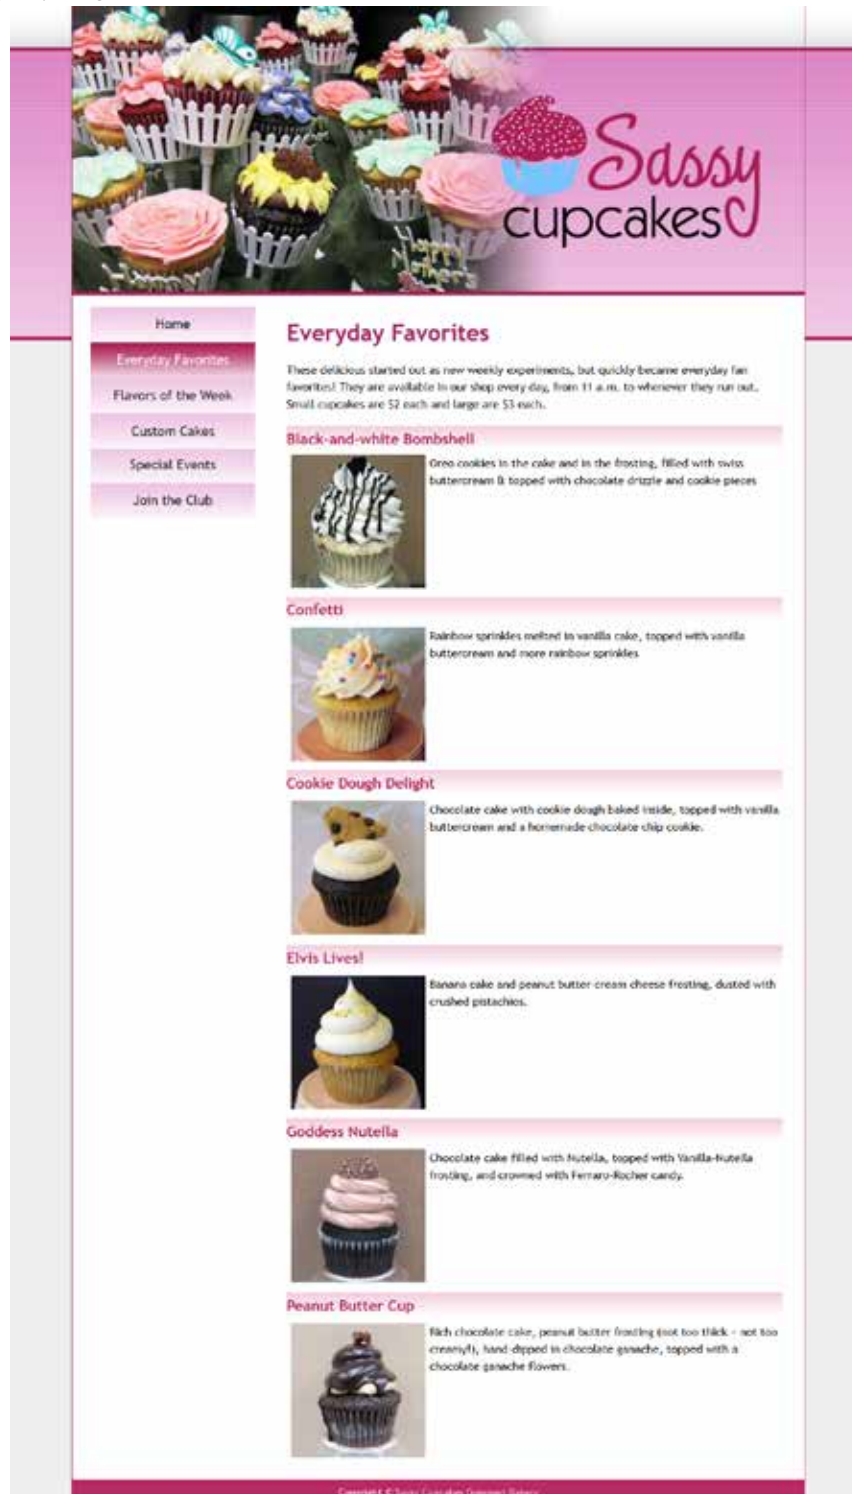 Sassy
cupcakes
Home
Everyday Favorites
Flavors of the Week
Custom Cakes
Special Events
Join the Club
Everyday Favorites
These delicious started out as new weekly experiments, but quickly became everyday fan
favorites! They are available in our shop every day, from 11 a.m. to whenever they run out.
Small cupcakes are $2 each and large are $3 each.
Black-and-white Bombshell
Oreo cookies in the cake and in the frosting, filled with swiss
buttercream & topped with chocolate drizzle and cookie pieces
Confetti
Rainbow sprinkles melted in vanilla cake, topped with vanilla
buttercream and more rainbow sprinkles
Cookie Dough Delight
Chocolate cake with cookie dough baked inside, topped with vanilla
buttercream and a homemade chocolate chip cookie.
Elvis Lives!
Banana cake and peanut butter cream cheese frosting, dusted with
crushed pistachios.
Goddess Nutella
Chocolate cake filled with Nutella, topped with Vanilla-Nutella
frosting, and crowned with Ferraro-Rocher candy.
Peanut Butter Cup
Rich chocolate cake, peanut butter frosting (not too thick - not too
creamy!), hand-dipped in chocolate ganache, topped with a
chocolate ganache flowers.
Copyright © Sassy Cupcakes